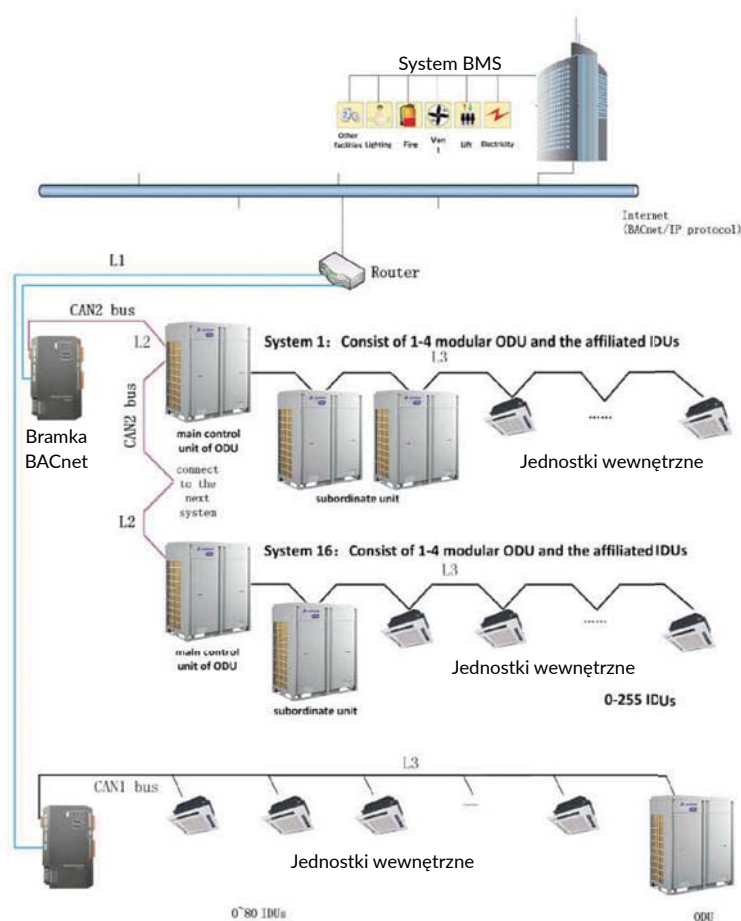 System BMS
Other
facilities
Lighting
Fire
Ven
t
Lift
Electricity
Internet
(BACnet/IP protocol)
L1
Router
CAN2 bus
L2
System 1: Consist of 1-4 modular ODU and the affiliated IDUs
L3
CAN2 bus
Bramka
BACnet
main control
unit of ODU
Jednostki wewnętrzne
......
connect
to the
next
system
subordinate unit
L2
System 16: Consist of 1-4 modular ODU and the affiliated IDUs
L3
......
main control
unit of ODU
Jednostki wewnętrzne
subordinate unit
0-255 IDUs
L3
CAN1 bus
Jednostki wewnętrzne
0~80 IDUs
ODU